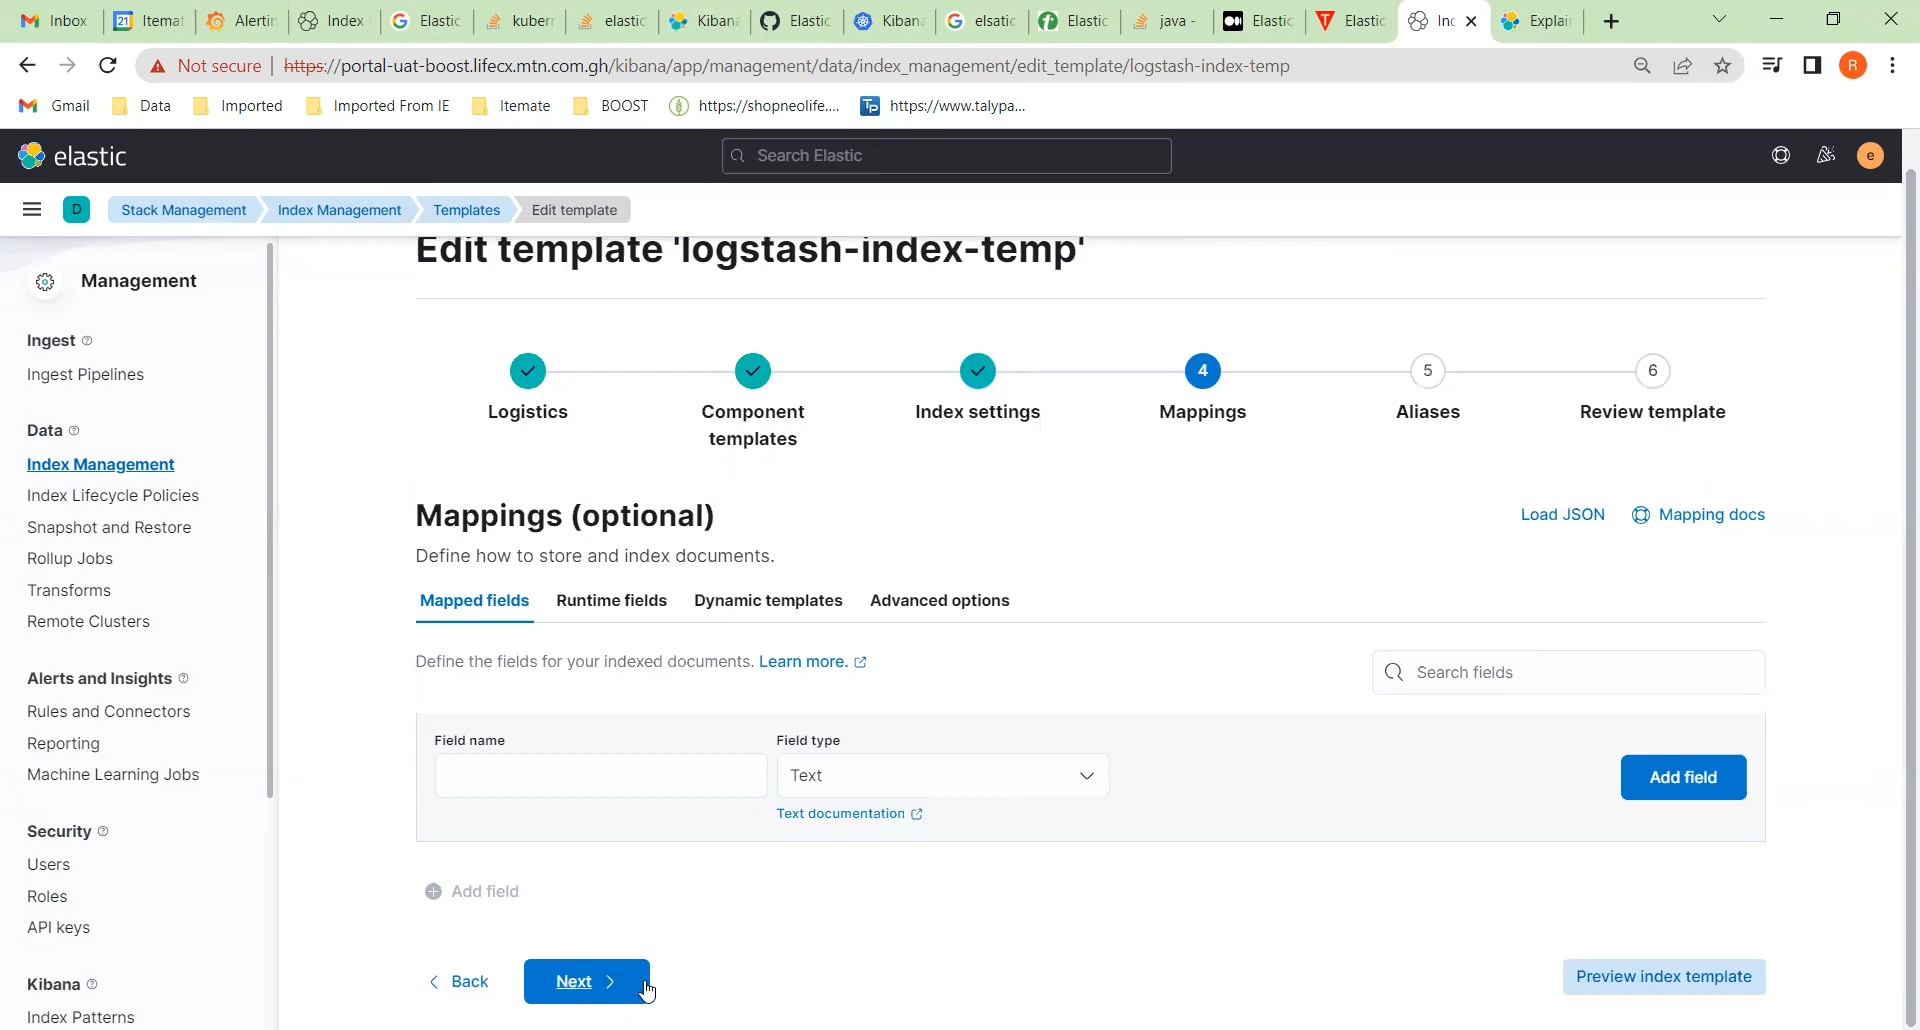 Inbox
Itemat
Alertin
Index
Elastic
kubern
elastic
Kibana
Elastic
Kibana
elsatic
Elastic
java -
Elastic
Elastic
Inc
Explain
Not secure
https://portal-uat-boost.lifecx.mtn.com.gh/kibana/app/management/data/index_management/edit_template/logstash-index-temp
R
Gmail
Data
Imported
Imported From IE
Itemate
BOOST
https://shopneolife....
https://www.talypa...
elastic
Search Elastic
e
D
Stack Management
Index Management
Templates
Edit template
Management
Ingest
Ingest Pipelines
Data
Index Management
Index Lifecycle Policies
Snapshot and Restore
Rollup Jobs
Transforms
Remote Clusters
Alerts and Insights
Rules and Connectors
Reporting
Machine Learning Jobs
Security
Users
Roles
API keys
Kibana
Index Patterns
Edit template 'logstash-index-temp'
Logistics
Component
templates
Index settings
4
Mappings
5
Aliases
6
Review template
Mappings (optional)
Load JSON
Mapping docs
Define how to store and index documents.
Mapped fields
Runtime fields
Dynamic templates
Advanced options
Define the fields for your indexed documents. Learn more.
Search fields
Field name
Field type
Text
Text documentation
Add field
Add field
Back
Next
Preview index template